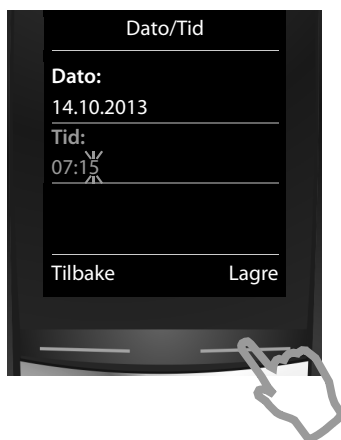 Dato/Tid
Dato:
14.10.2013
Tid:
07:15
Tilbake Lagre